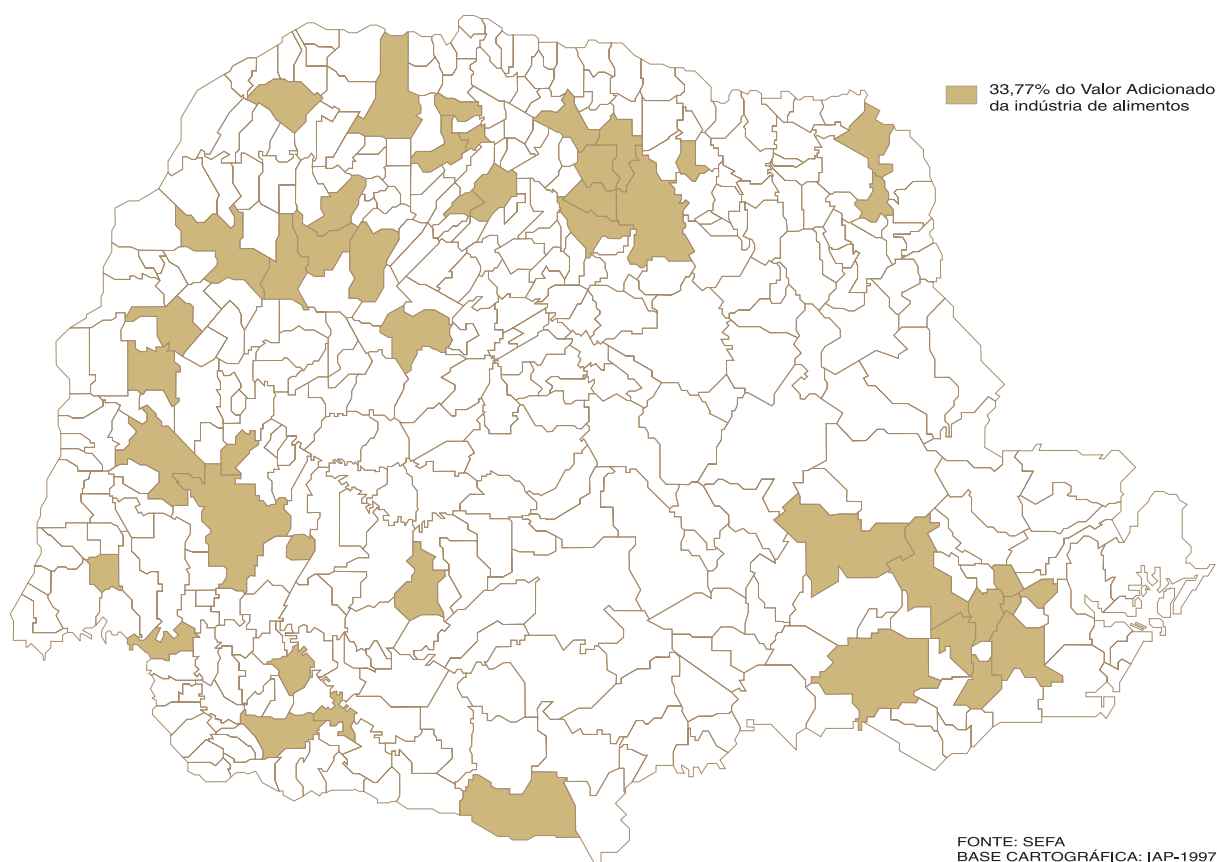 33,77% do Valor Adicionado
da indústria de alimentos
FONTE: SEFA
BASE CARTOGRÁFICA: IAP-1997